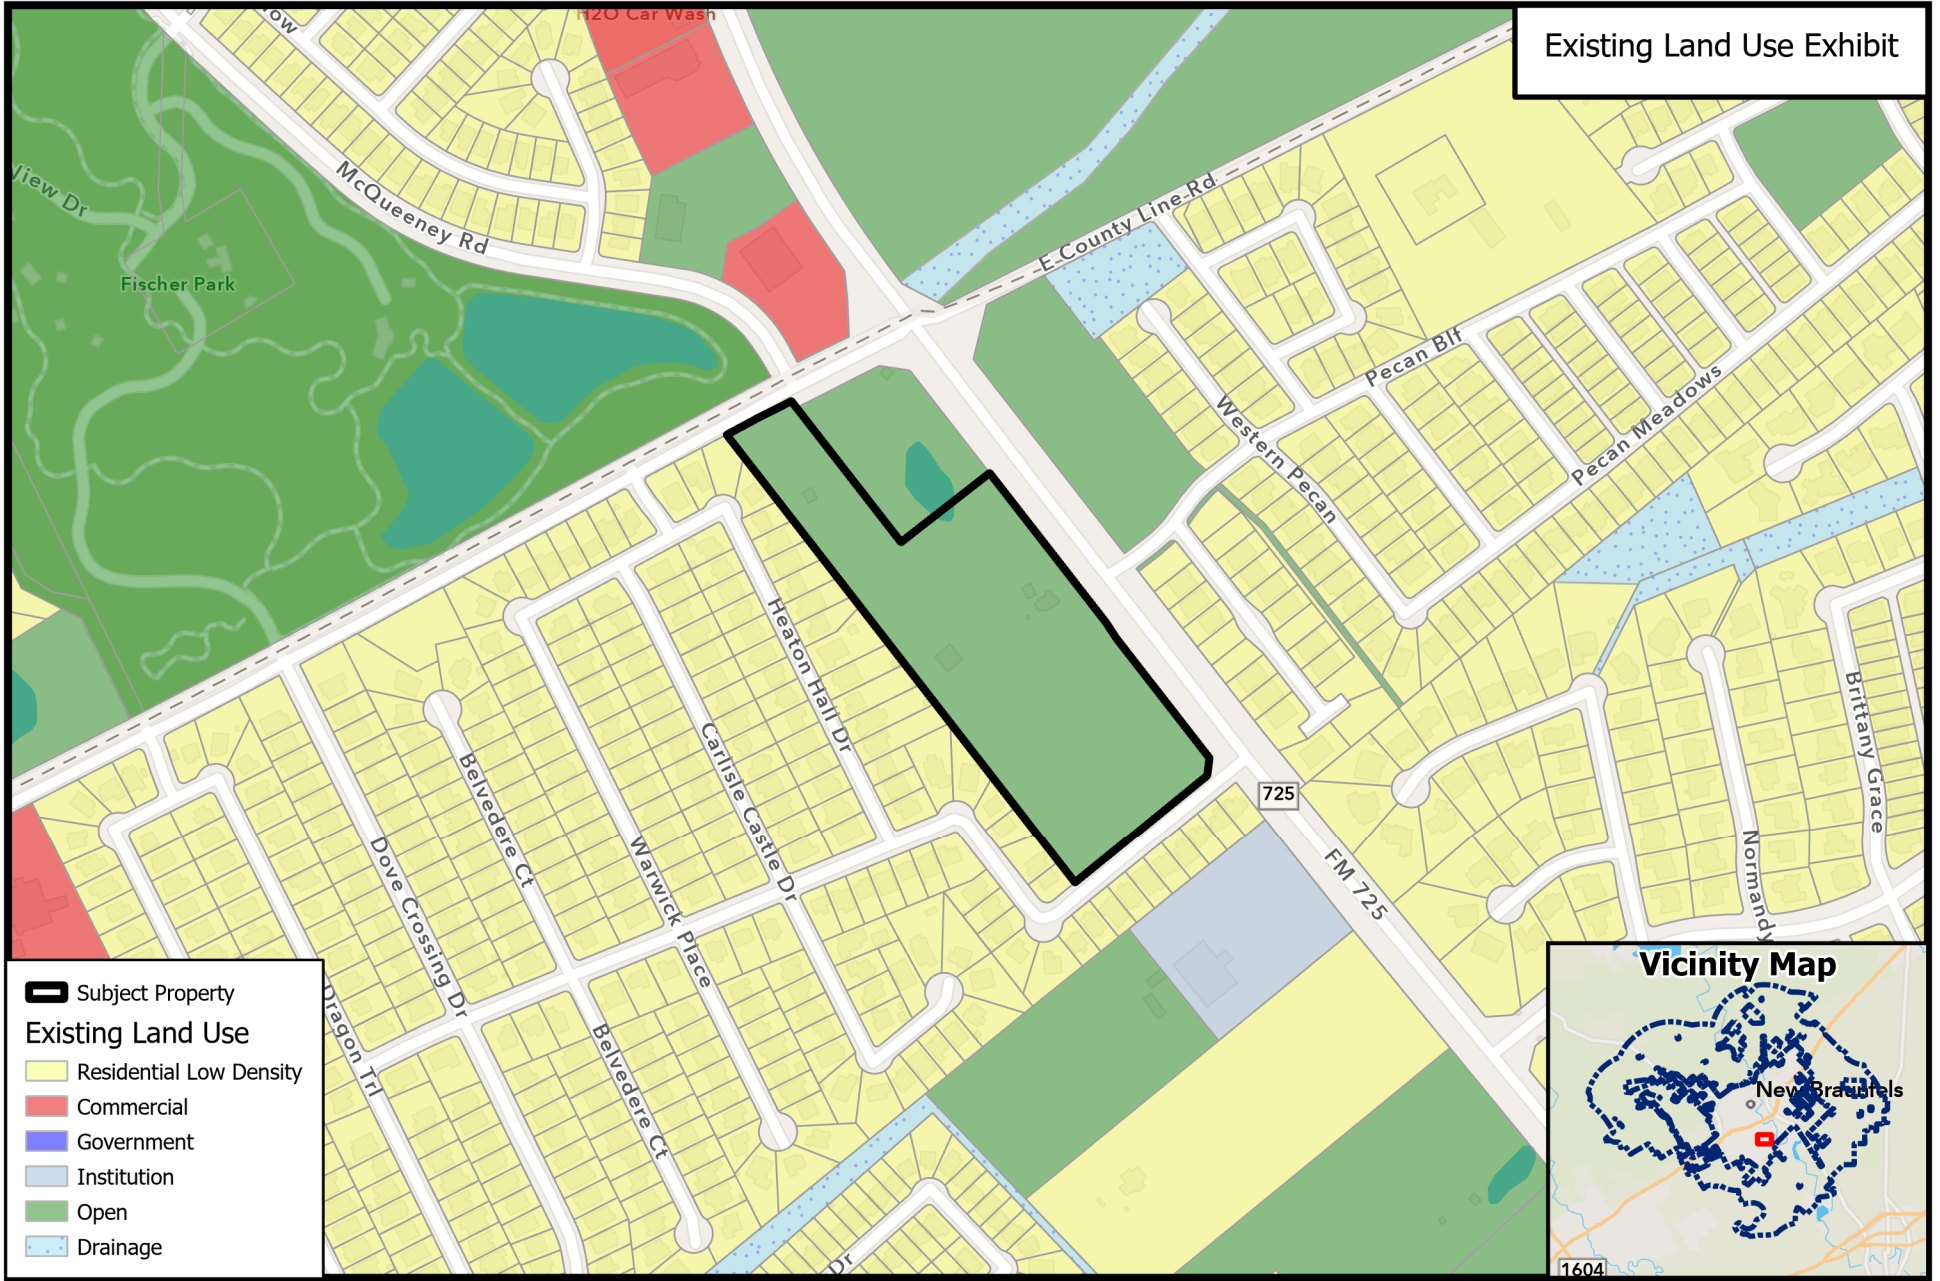 H2O Car Wash
Existing Land Use Exhibit
View Dr
McQueeney Rd
E County Line Rd
Fischer Park
Pecan Blf
Western Pecan
Pecan Meadows
Heaton Hall Dr
Carlisle Castle Dr
Belvedere Ct
Warwick Place
Dove Crossing Dr
Brittany Grace
725
FM 725
Normandy
Dragon Trl
Belvedere Ct
Dr
Subject Property
Existing Land Use
Residential Low Density
Commercial
Government
Institution
Open
Drainage
Vicinity Map
New Braunfels
1604